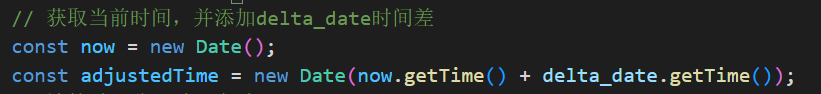 // 获取当前时间，并添加delta_date时间差
const now = new Date();
const adjustedTime = new Date(now.getTime() + delta_date.getTime());